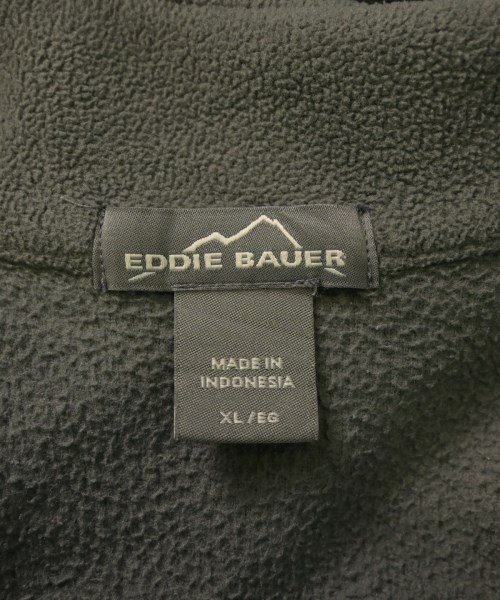 EDDIE BAUER
MADE IN
INDONESIA
XL/EG